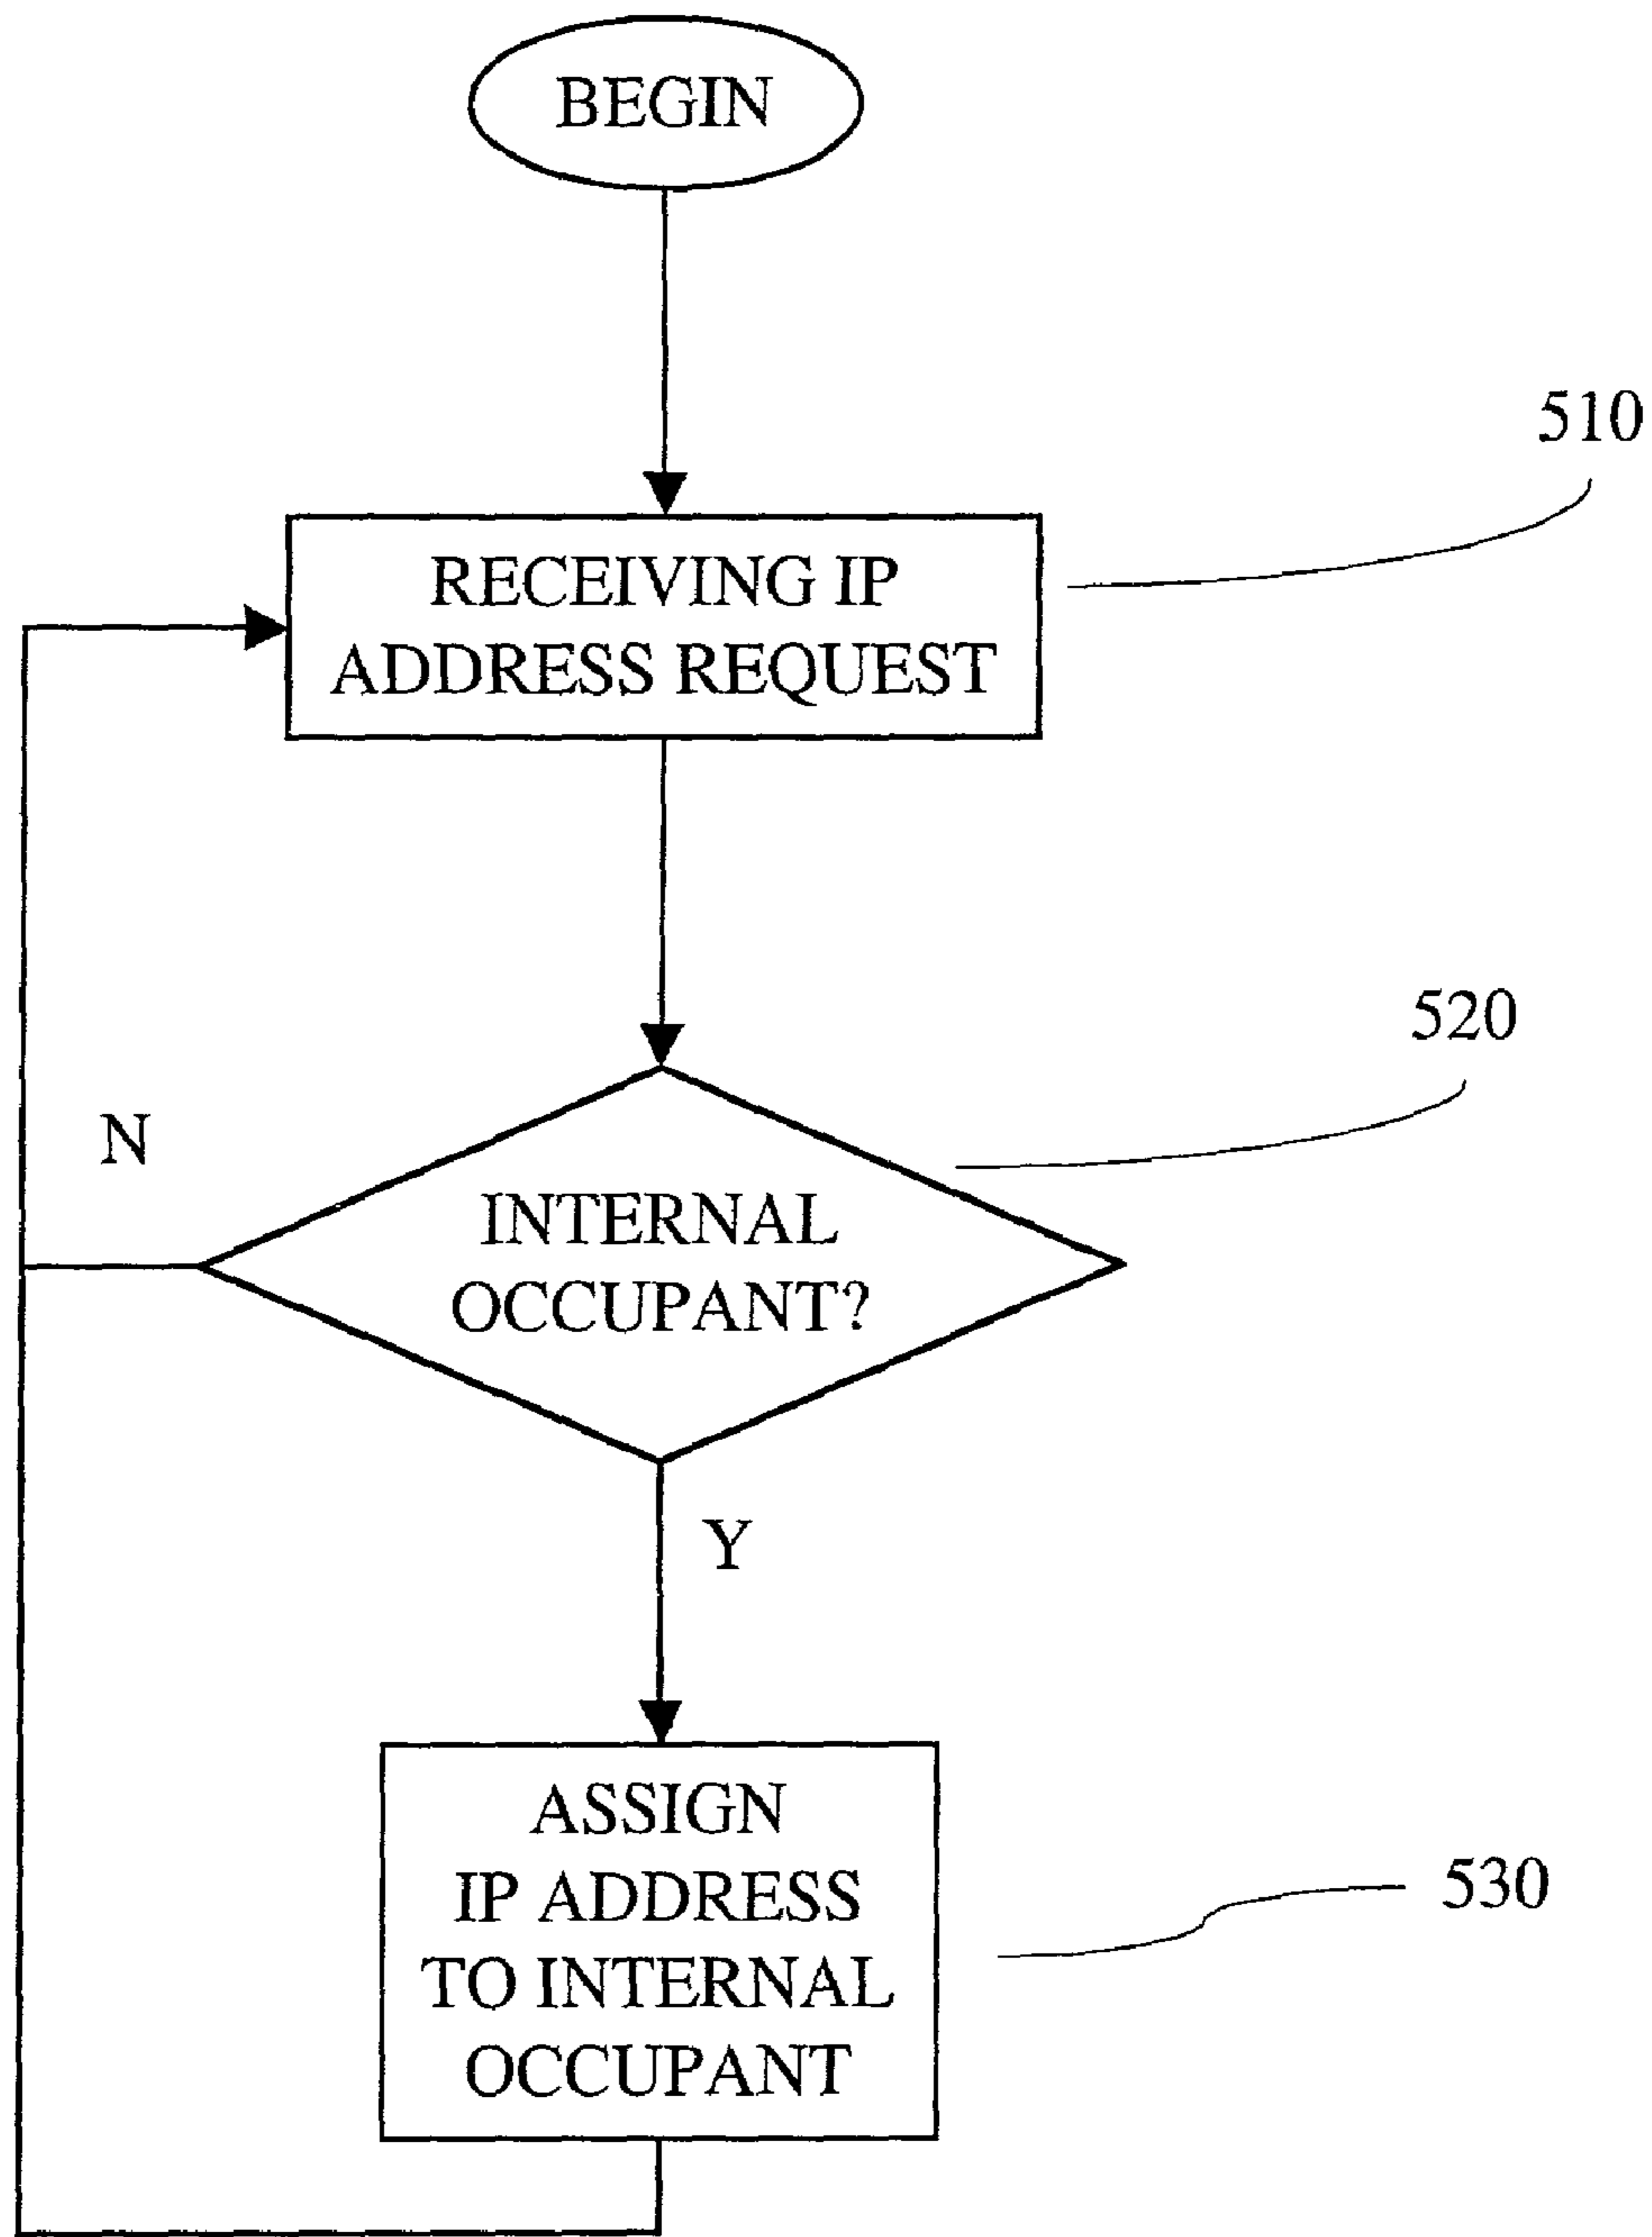 BEGIN
510
RECEIVING IP
ADDRESS REQUEST
520
N
INTERNAL
OCCUPANT?
Y
ASSIGN
IP ADDRESS
TO INTERNAL
OCCUPANT
530